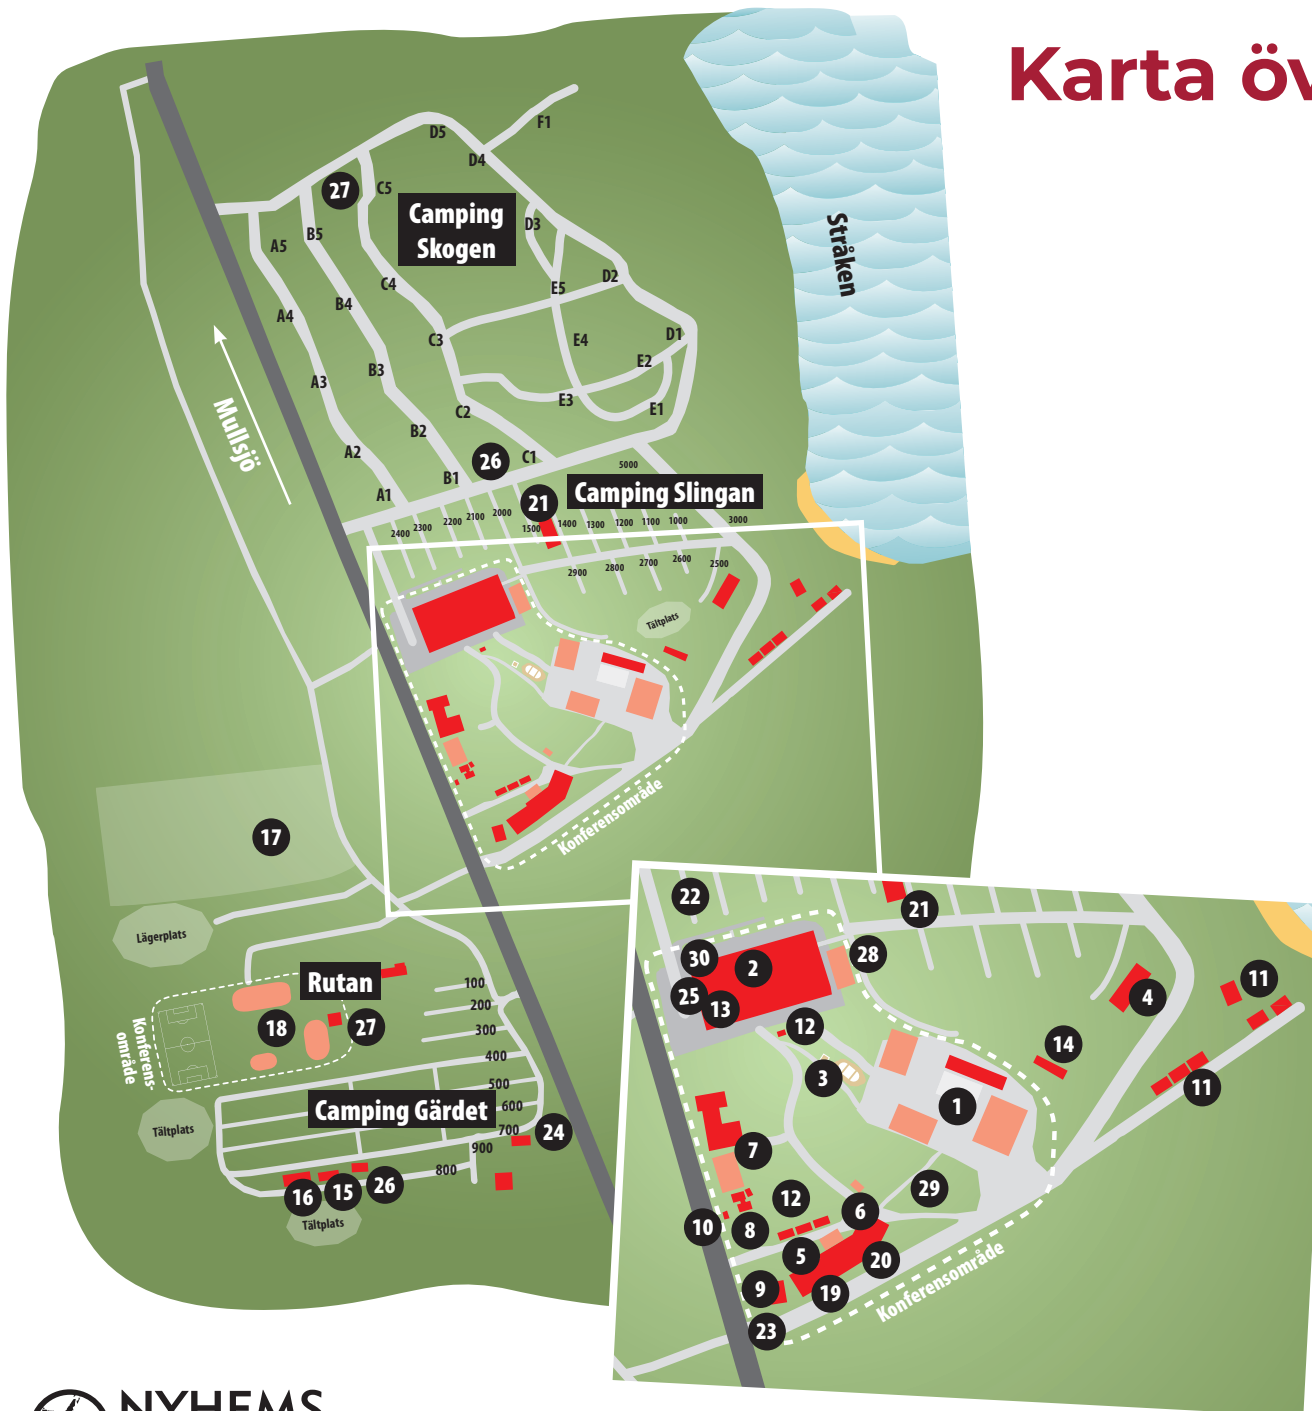 Karta öv
D5
F1
D4
27
C5
Camping
Skogen
D3
B5
A5
Stråken
D2
C4
E5
B4
A4
D1
C3
E4
E2
B3
A3
E3
E1
C2
Mullsjö
B2
A2
26
C1
5000
B1
A1
21
Camping Slingan
2400
2300
2200
2100
2000
1500
1400
1300
1200
1100
1000
3000
2900
2800
2700
2600
2500
Tältplats
Konferensområde
17
Lägerplats
Rutan
100
200
18
27
300
Konferens-
område
400
500
Camping Gärdet
600
Tältplats
700
24
900
800
16
15
26
Tältplats
22
21
30
2
28
25
13
11
4
12
14
3
1
11
7
12
29
10
8
6
5
20
9
19
Konferensområde
23
NYHEMS